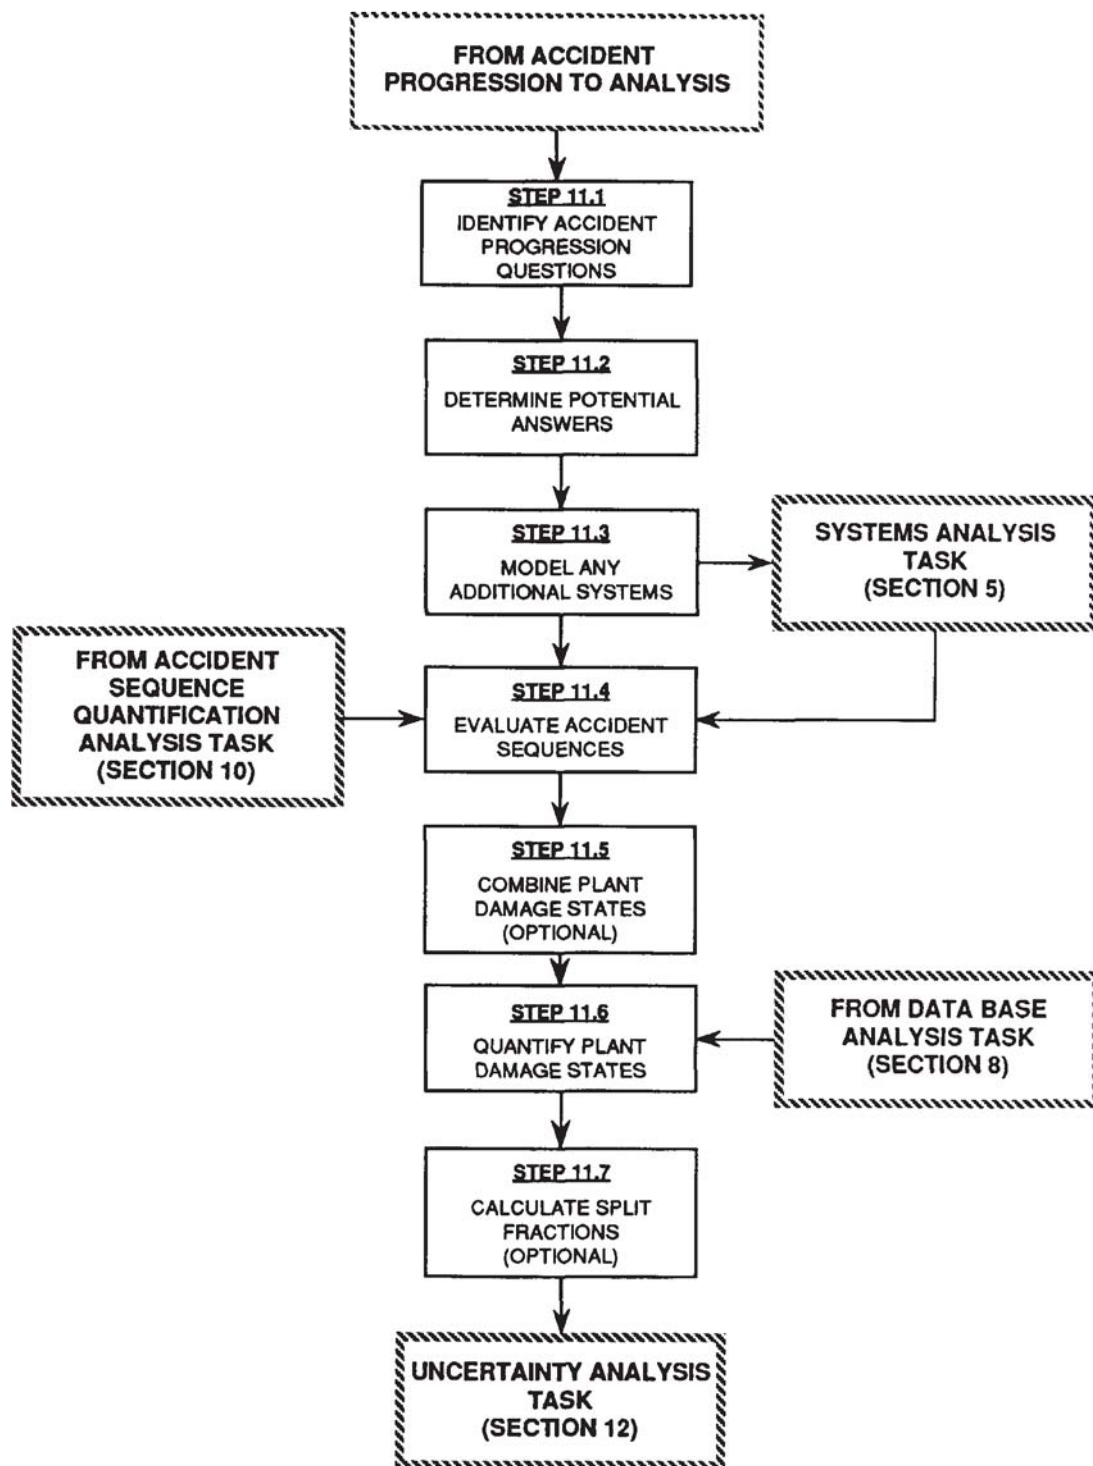 FROM ACCIDENT
PROGRESSION TO ANALYSIS
STEP 11.1
IDENTIFY ACCIDENT
PROGRESSION
QUESTIONS
STEP 11.2
DETERMINE POTENTIAL
ANSWERS
STEP 11.3
MODEL ANY
ADDITIONAL SYSTEMS
SYSTEMS ANALYSIS
TASK
(SECTION 5)
FROM ACCIDENT
SEQUENCE
QUANTIFICATION
ANALYSIS TASK
(SECTION 10)
STEP 11.4
EVALUATE ACCIDENT
SEQUENCES
STEP 11.5
COMBINE PLANT
DAMAGE STATES
(OPTIONAL)
STEP 11.6
QUANTIFY PLANT
DAMAGE STATES
FROM DATA BASE
ANALYSIS TASK
(SECTION 8)
STEP 11.7
CALCULATE SPLIT
FRACTIONS
(OPTIONAL)
UNCERTAINTY ANALYSIS
TASK
(SECTION 12)